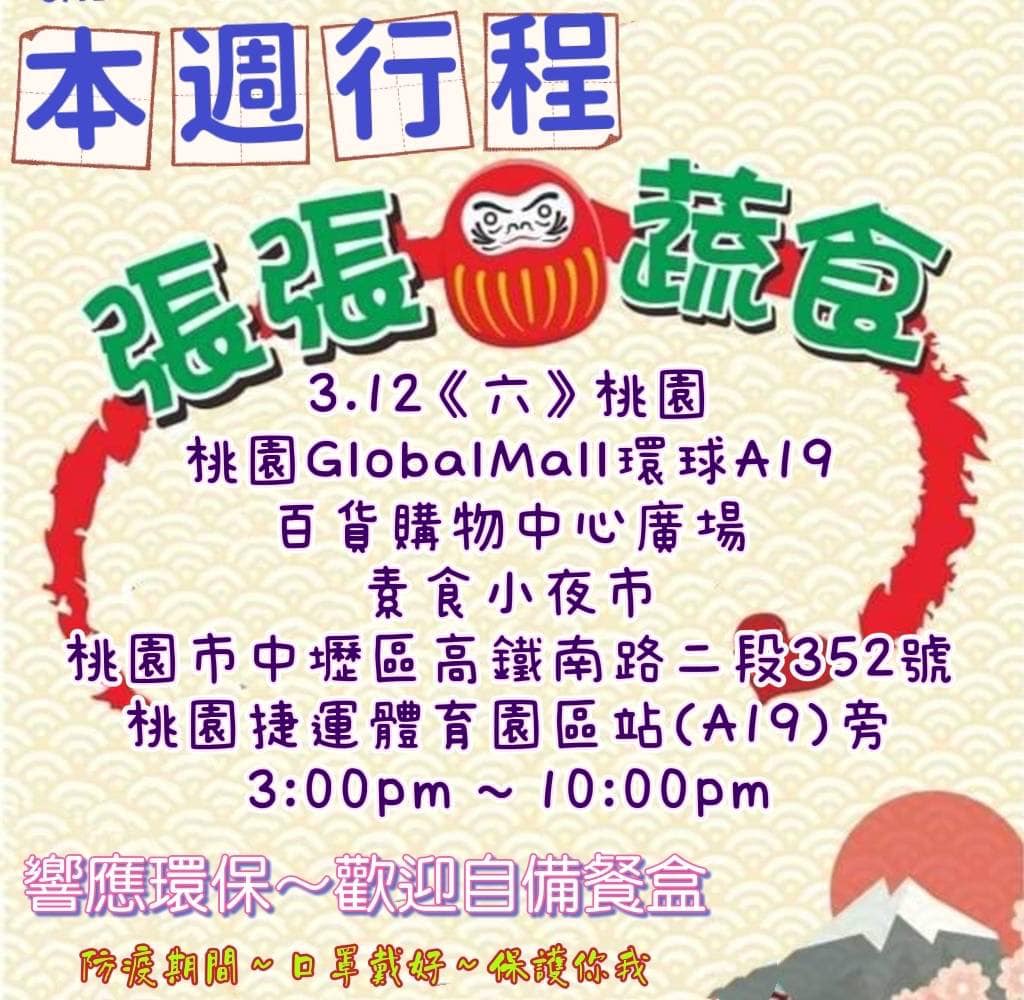 本週行程
張張蔬食
3.12《六》桃園
桃園GlobalMall環球A19
百貨購物中心廣場
素食小夜市
桃園市中壢區高鐵南路二段352號
桃園捷運體育園區站(A19)旁
3:00pm ~ 10:00pm
響應環保～歡迎自備餐盒
防疫期間~口罩戴好~保護你我